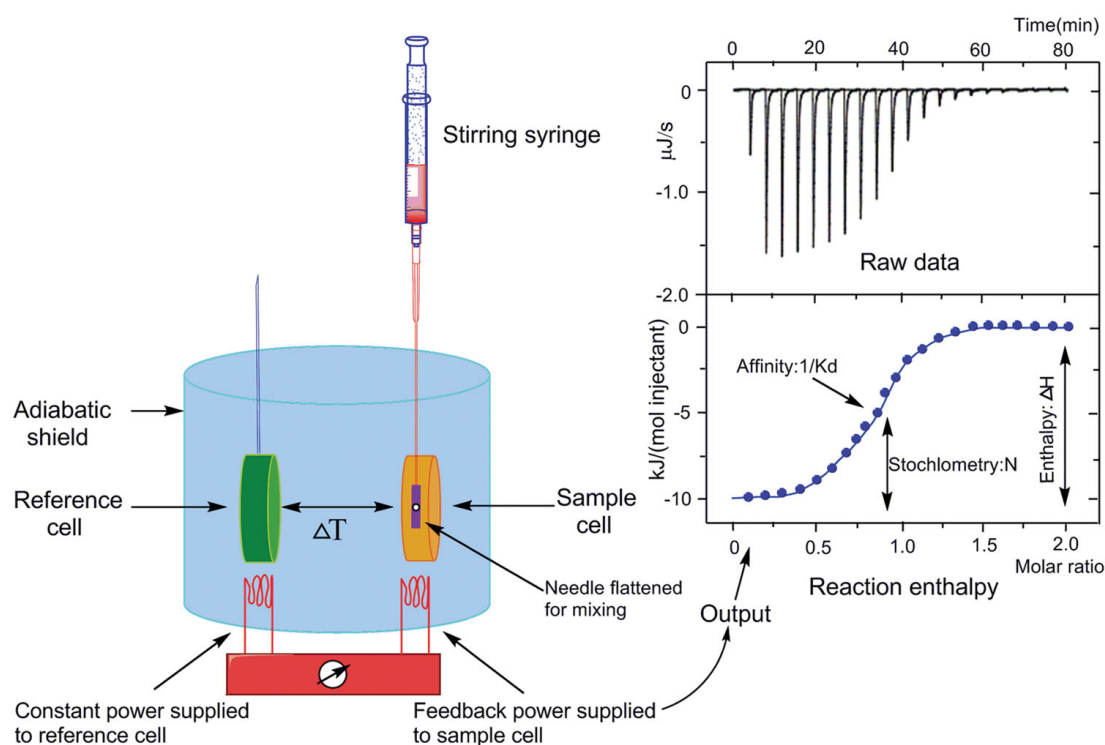 Stirring syringe
Adiabatic
shield
Reference
cell
ΔT
Sample
cell
Needle flattened
for mixing
Constant power supplied
to reference cell
Feedback power supplied
to sample cell
Output
Time(min)
0 20 40 60 80
0
-1.0
-2.0
μJ/s
Raw data
0
-5
-10
kJ/(mol injectant)
Affinity:1/Kd
Stochlometry:N
Enthalpy: ΔH
0 0.5 1.0 1.5 2.0
Molar ratio
Reaction enthalpy